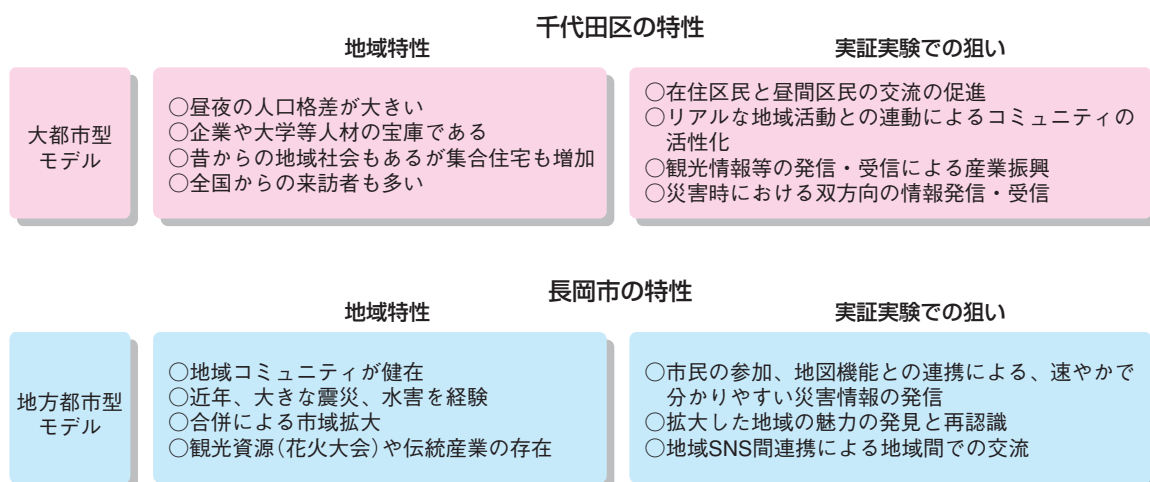 千代田区の特性
地域特性
実証実験での狙い
大都市型
モデル
○昼夜の人口格差が大きい
○企業や大学等人材の宝庫である
○昔からの地域社会もあるが集合住宅も増加
○全国からの来訪者も多い
○在住区民と昼間区民の交流の促進
○リアルな地域活動との連動によるコミュニティの
活性化
○観光情報等の発信・受信による産業振興
○災害時における双方向の情報発信・受信
長岡市の特性
地域特性
実証実験での狙い
地方都市型
モデル
○地域コミュニティが健在
○近年、大きな震災、水害を経験
○合併による市域拡大
○観光資源(花火大会)や伝統産業の存在
○市民の参加、地図機能との連携による、速やかで
分かりやすい災害情報の発信
○拡大した地域の魅力の発見と再認識
○地域SNS間連携による地域間での交流